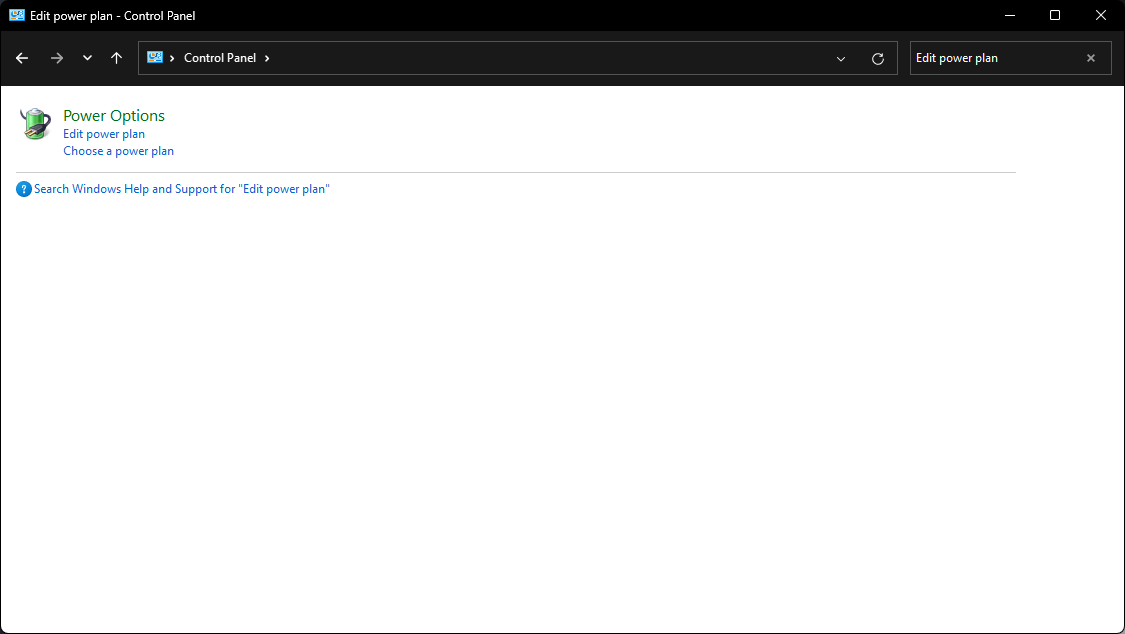 Edit power plan - Control Panel
Control Panel
Edit power plan
Power Options
Edit power plan
Choose a power plan
? Search Windows Help and Support for "Edit power plan"